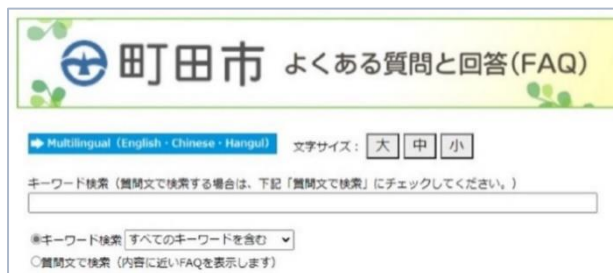 町田市 よくある質問と回答(FAQ)
➡ Multilingual (English・Chinese・Hangul) 文字サイズ： 大 中 小
キーワード検索（質問文で検索する場合は、下記「質問文で検索」にチェックしてください。）
◉キーワード検索 すべてのキーワードを含む
○質問文で検索（内容に近いFAQを表示します）